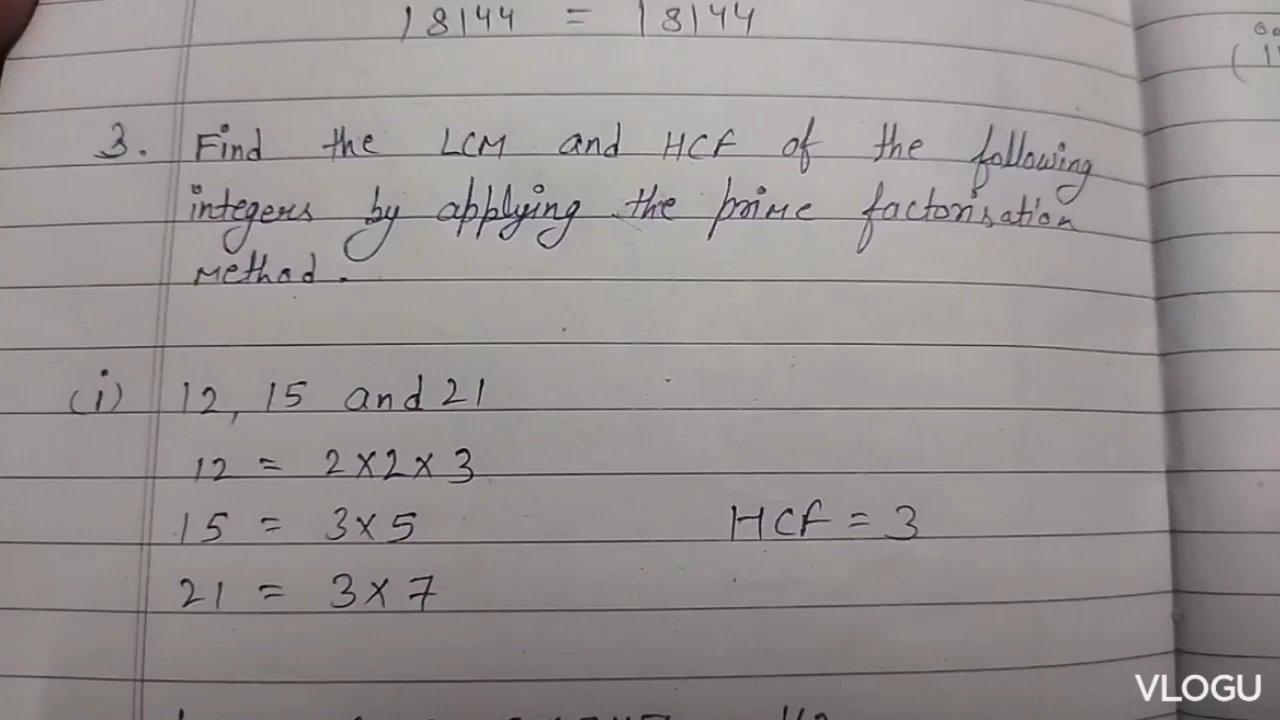 18144 = 18144
3. Find the LCM and HCF of the following
integers by applying the prime factorisation
method.
(i) 12, 15 and 21
12 = 2×2×3
15 = 3×5
HCF = 3
21 = 3×7
VLOGU